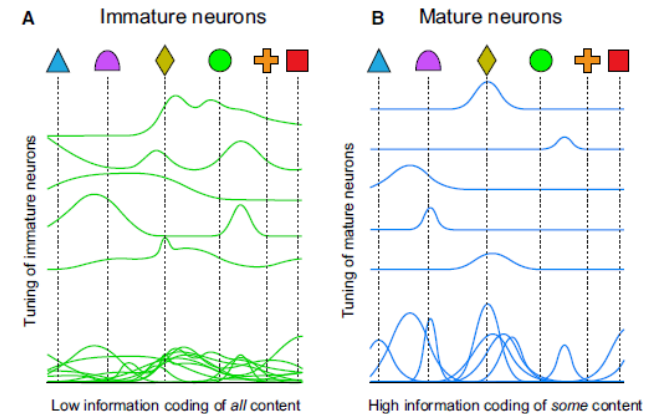 A
Immature neurons
Tuning of immature neurons
Low information coding of all content
B
Mature neurons
Tuning of mature neurons
High information coding of some content